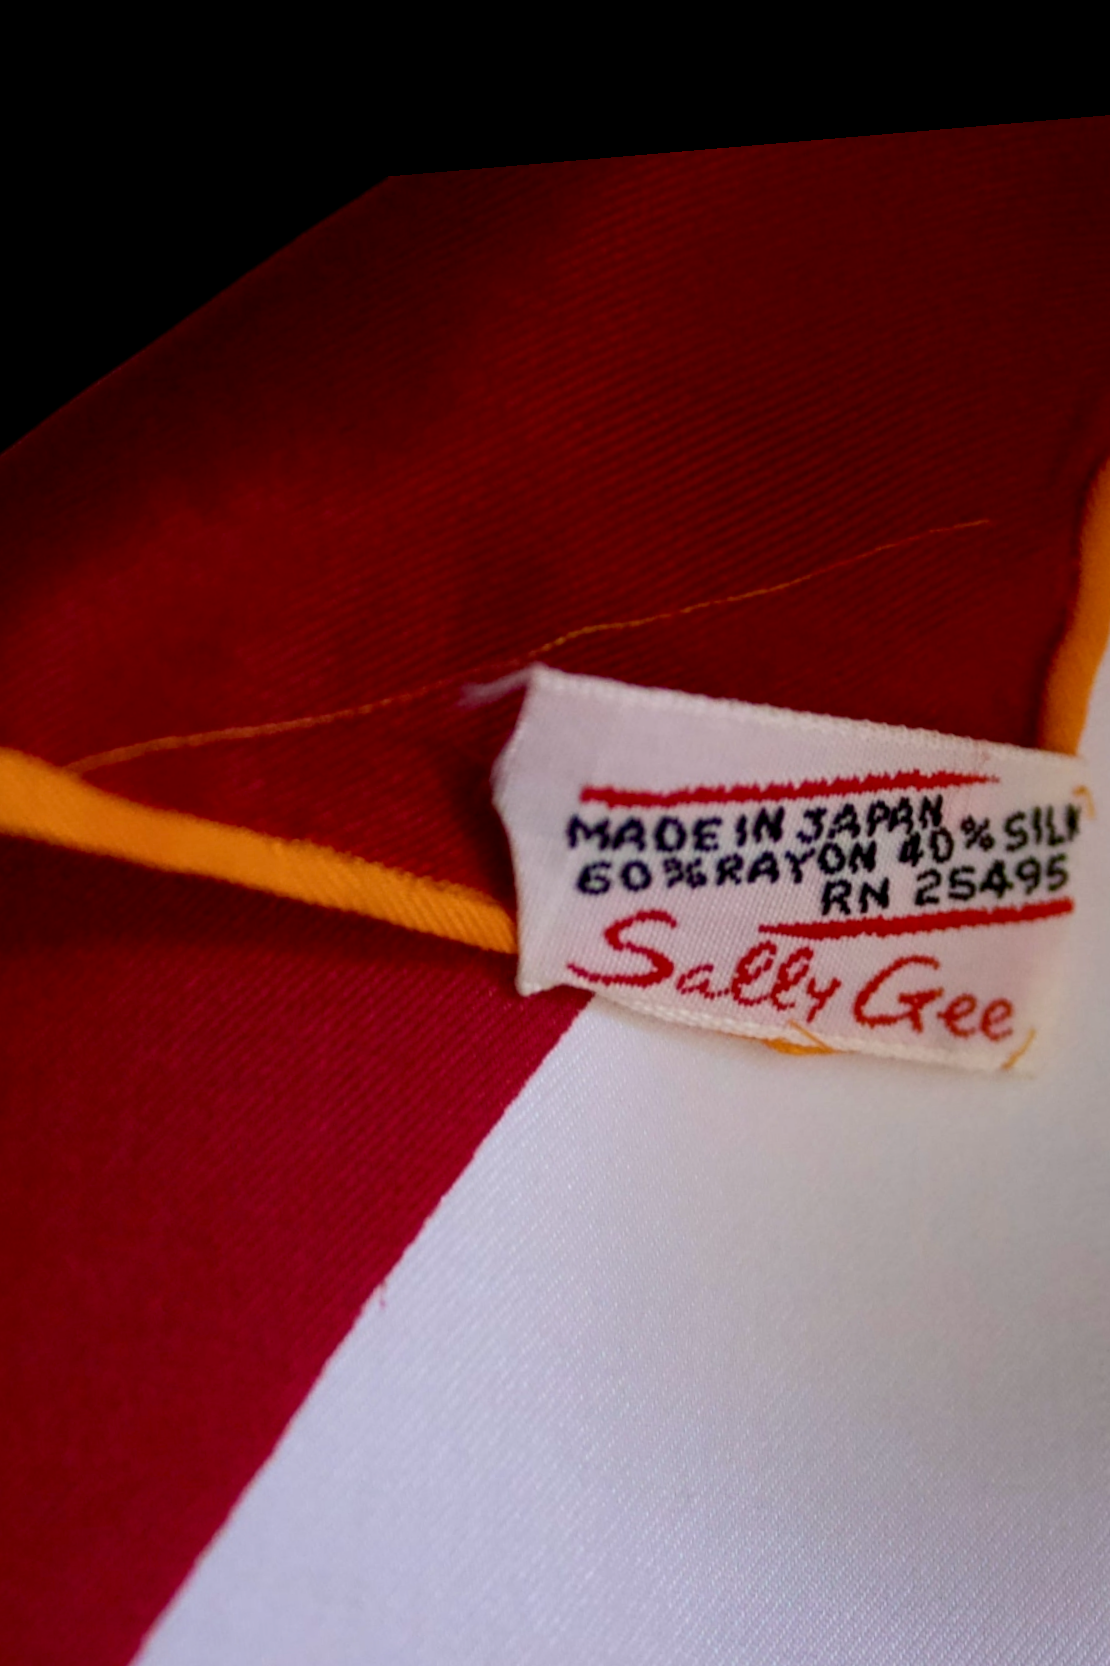 MADE IN JAPAN
60% RAYON 40% SILK
RN 25495
Sally Gee